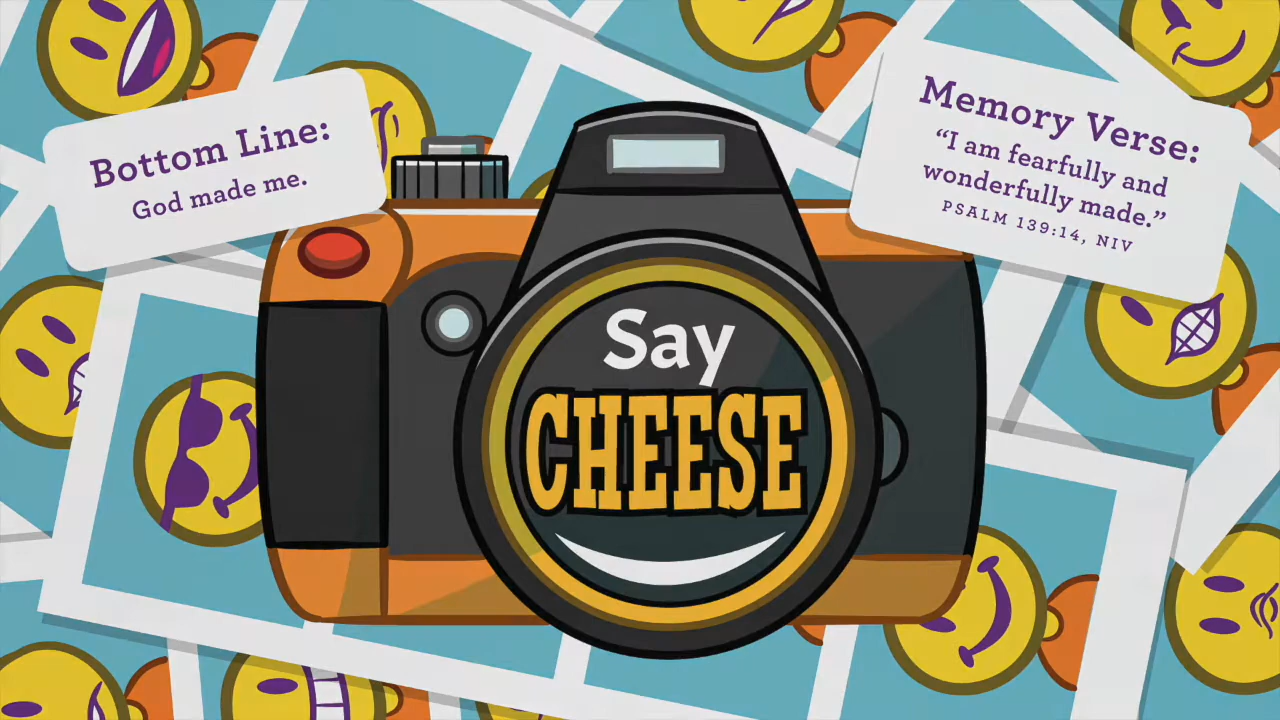 Bottom Line:
God made me.
Memory Verse:
“I am fearfully and
wonderfully made.”
PSALM 139:14, NIV
Say
CHEESE